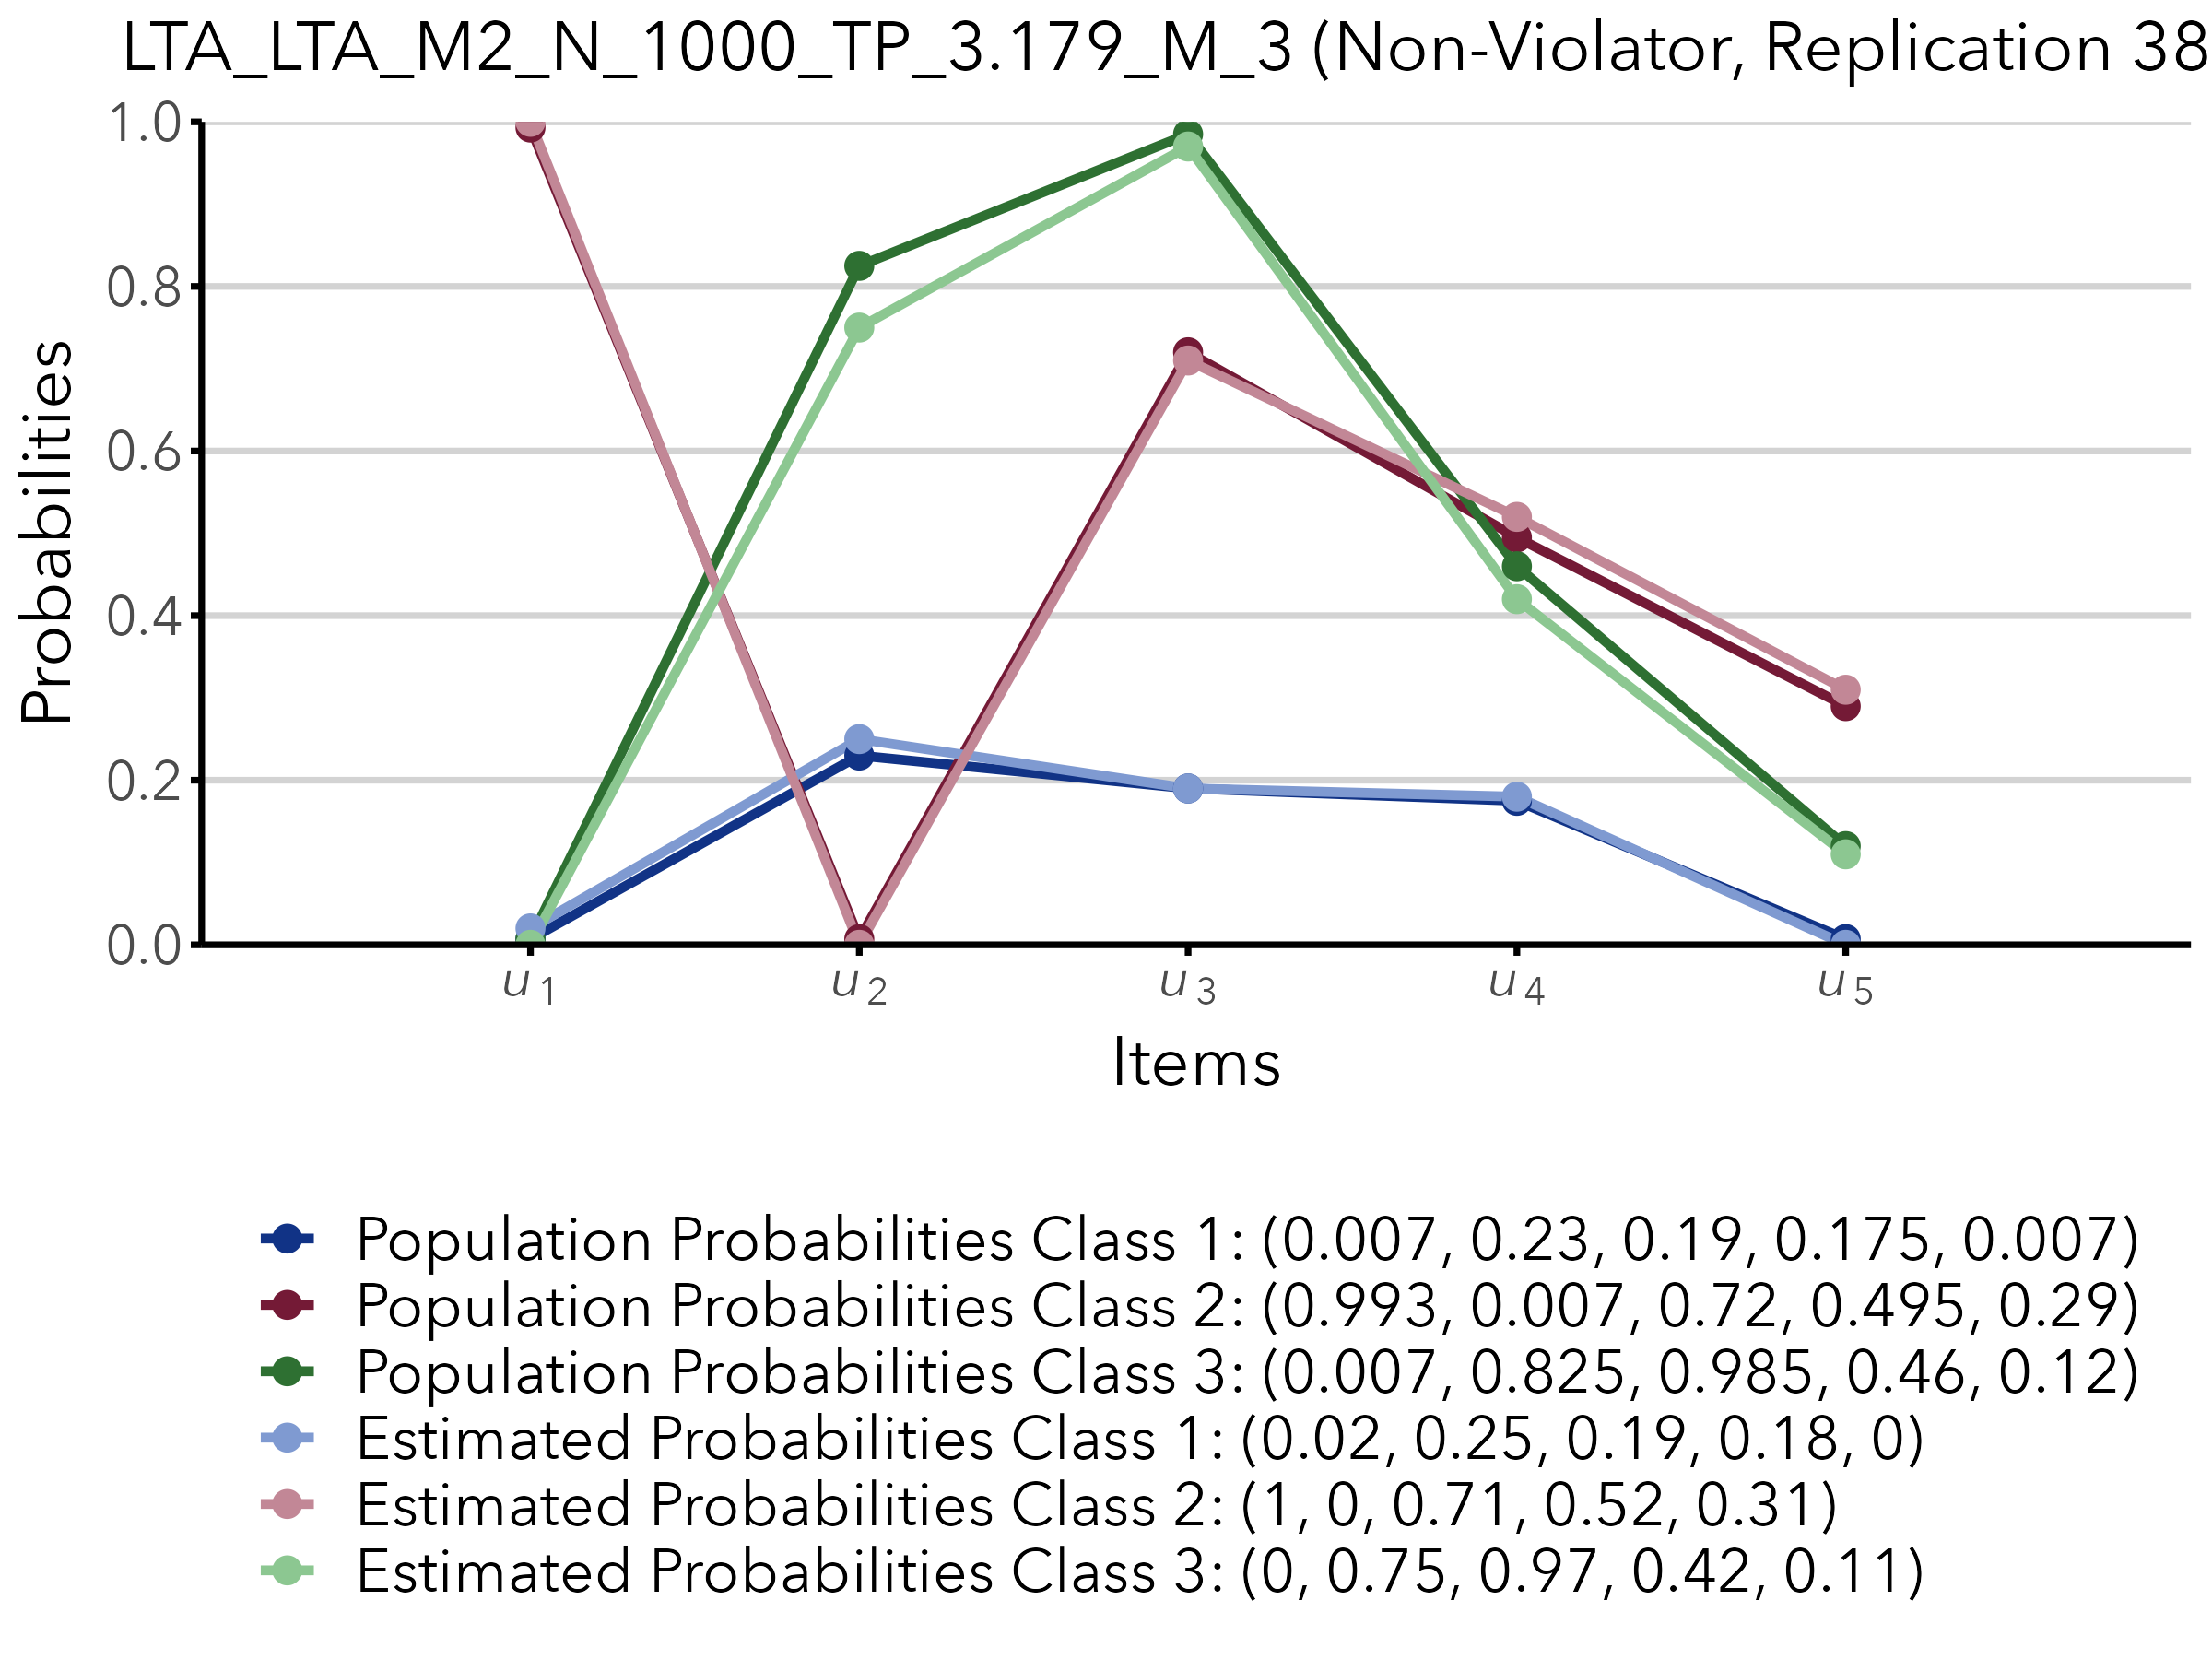 LTA_LTA_M2_N_1000_TP_3.179_M_3 (Non-Violator, Replication 38
1.0
0.8
0.6
0.4
0.2
0.0
Probabilities
u1 u2 u3 u4 u5
Items
Population Probabilities Class 1: (0.007, 0.23, 0.19, 0.175, 0.007)
Population Probabilities Class 2: (0.993, 0.007, 0.72, 0.495, 0.29)
Population Probabilities Class 3: (0.007, 0.825, 0.985, 0.46, 0.12)
Estimated Probabilities Class 1: (0.02, 0.25, 0.19, 0.18, 0)
Estimated Probabilities Class 2: (1, 0, 0.71, 0.52, 0.31)
Estimated Probabilities Class 3: (0, 0.75, 0.97, 0.42, 0.11)